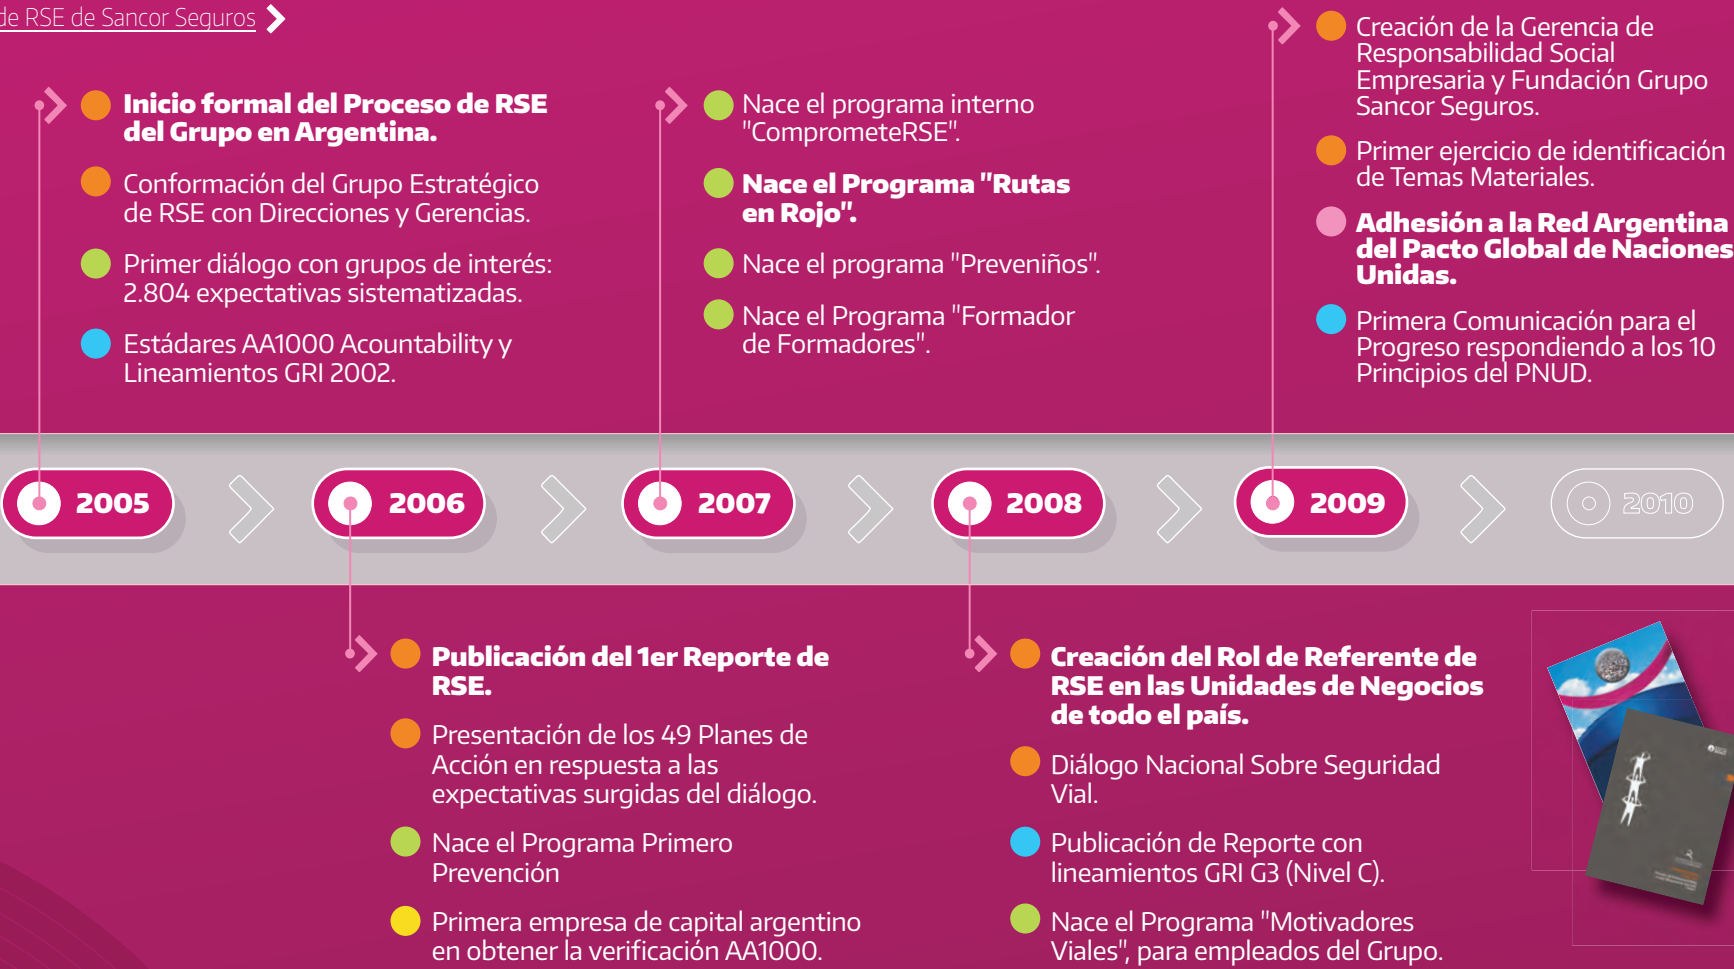 de RSE de Sancor Seguros
Inicio formal del Proceso de RSE
del Grupo en Argentina.
Conformación del Grupo Estratégico
de RSE con Direcciones y Gerencias.
Primer diálogo con grupos de interés:
2.804 expectativas sistematizadas.
Estádares AA1000 Acountability y
Lineamientos GRI 2002.
Nace el programa interno
"ComprometeRSE".
Nace el Programa "Rutas
en Rojo".
Nace el programa "Preveniños".
Nace el Programa "Formador
de Formadores".
Creación de la Gerencia de
Responsabilidad Social
Empresaria y Fundación Grupo
Sancor Seguros.
Primer ejercicio de identificación
de Temas Materiales.
Adhesión a la Red Argentina
del Pacto Global de Naciones
Unidas.
Primera Comunicación para el
Progreso respondiendo a los 10
Principios del PNUD.
2005
2006
2007
2008
2009
2010
Publicación del 1er Reporte de
RSE.
Presentación de los 49 Planes de
Acción en respuesta a las
expectativas surgidas del diálogo.
Nace el Programa Primero
Prevención
Primera empresa de capital argentino
en obtener la verificación AA1000.
Creación del Rol de Referente de
RSE en las Unidades de Negocios
de todo el país.
Diálogo Nacional Sobre Seguridad
Vial.
Publicación de Reporte con
lineamientos GRI G3 (Nivel C).
Nace el Programa "Motivadores
Viales", para empleados del Grupo.